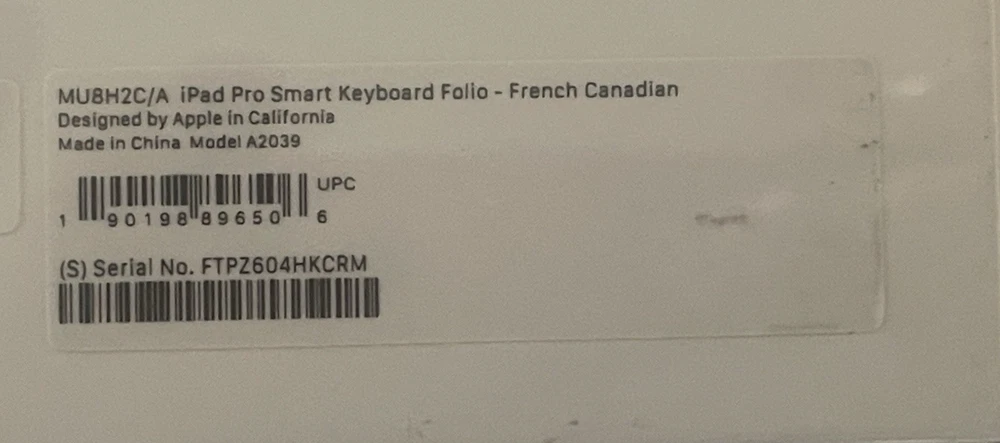 MU8H2C/A iPad Pro Smart Keyboard Folio - French Canadian
Designed by Apple in California
Made in China Model A2039
UPC
1 90198 89650 6
(S) Serial No. FTPZ604HKCRM